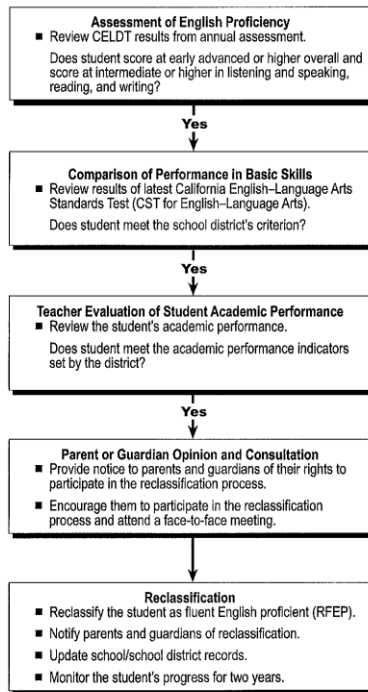 Assessment of English Proficiency
■ Review CELDT results from annual assessment.
Does student score at early advanced or higher overall and
score at intermediate or higher in listening and speaking,
reading, and writing?
Yes
Comparison of Performance in Basic Skills
■ Review results of latest California English–Language Arts
Standards Test (CST for English–Language Arts).
Does student meet the school district's criterion?
Yes
Teacher Evaluation of Student Academic Performance
■ Review the student's academic performance.
Does student meet the academic performance indicators
set by the district?
Yes
Parent or Guardian Opinion and Consultation
■ Provide notice to parents and guardians of their rights to
participate in the reclassification process.
■ Encourage them to participate in the reclassification
process and attend a face-to-face meeting.
Reclassification
■ Reclassify the student as fluent English proficient (RFEP).
■ Notify parents and guardians of reclassification.
■ Update school/school district records.
■ Monitor the student's progress for two years.